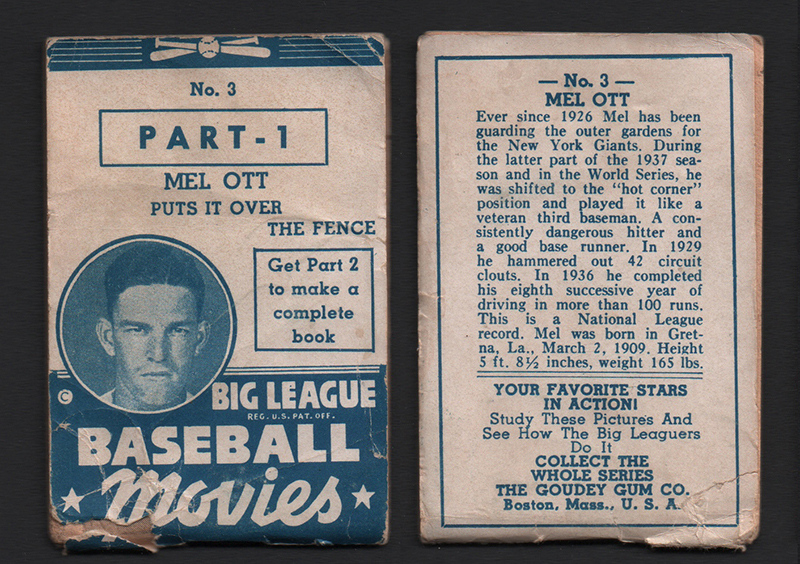 No. 3
PART-1
MEL OTT
PUTS IT OVER
THE FENCE
Get Part 2
to make a
complete
book
©
BIG LEAGUE
REG. U.S. PAT. OFF.
BASEBALL
Movies
— No. 3 —
MEL OTT
Ever since 1926 Mel has been
guarding the outer gardens for
the New York Giants. During
the latter part of the 1937 sea-
son and in the World Series, he
was shifted to the "hot corner"
position and played it like a
veteran third baseman. A con-
sistently dangerous hitter and
a good base runner. In 1929
he hammered out 42 circuit
clouts. In 1936 he completed
his eighth successive year of
driving in more than 100 runs.
This is a National League
record. Mel was born in Gret-
na, La., March 2, 1909. Height
5 ft. 8½ inches, weight 165 lbs.
YOUR FAVORITE STARS
IN ACTION!
Study These Pictures And
See How The Big Leaguers
Do It
COLLECT THE
WHOLE SERIES
THE GOUDEY GUM CO.
Boston, Mass., U. S. A.